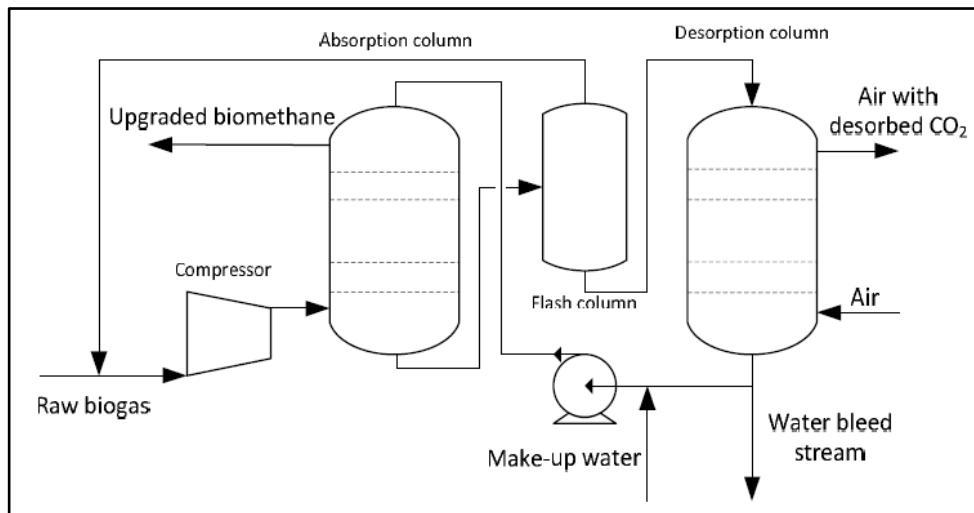 Absorption column
Desorption column
Upgraded biomethane
Air with
desorbed CO₂
Compressor
Flash column
Air
Raw biogas
Make-up water
Water bleed
stream